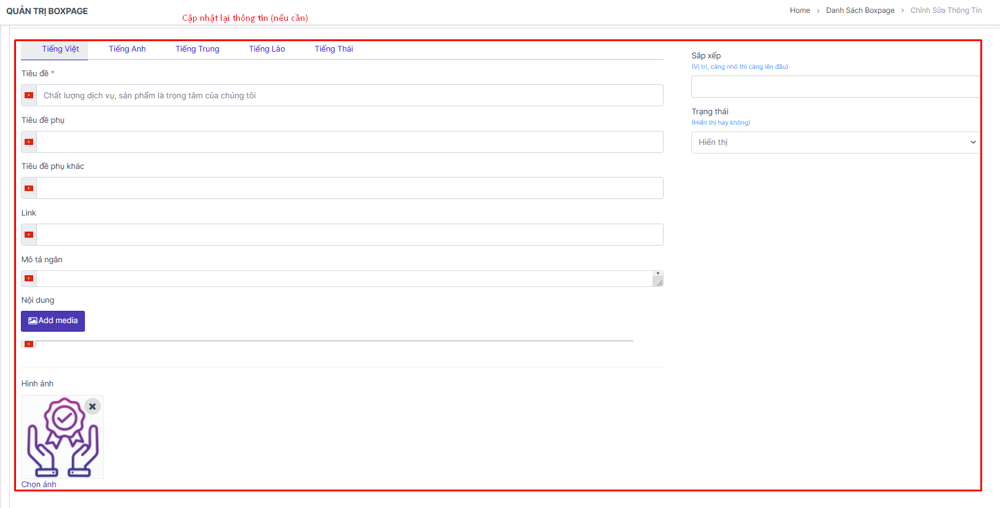 QUẢN TRỊ BOXPAGE
Cập nhật lại thông tin (nếu cần)
Home › Danh Sách Boxpage › Chỉnh Sửa Thông Tin
Tiếng Việt Tiếng Anh Tiếng Trung Tiếng Lào Tiếng Thái
Tiêu đề *
Chất lượng dịch vụ, sản phẩm là trọng tâm của chúng tôi
Tiêu đề phụ
Tiêu đề phụ khác
Link
Mô tả ngắn
Nội dung
Add media
Hình ảnh
Chọn ảnh
Sắp xếp
(Vị trí, càng nhỏ thì càng lên đầu)
Trạng thái
(Hiển thị hay không)
Hiển thị